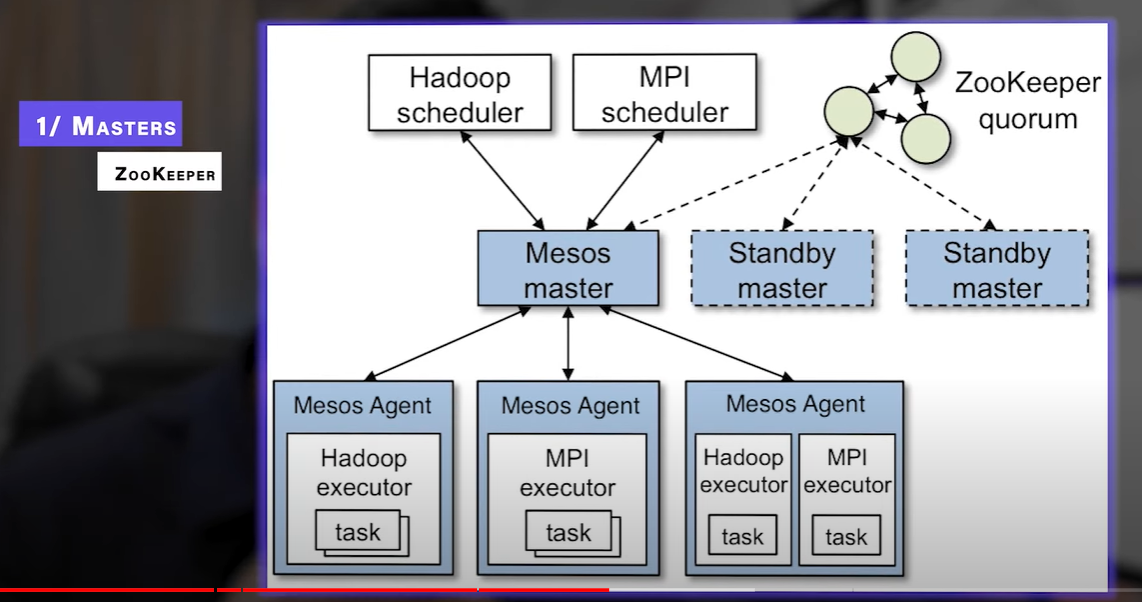 1/ MASTERS
ZOOKEEPER
Hadoop
scheduler
MPI
scheduler
ZooKeeper
quorum
Mesos
master
Standby
master
Standby
master
Mesos Agent
Hadoop
executor
task
Mesos Agent
MPI
executor
task
Mesos Agent
Hadoop
executor
task
MPI
executor
task